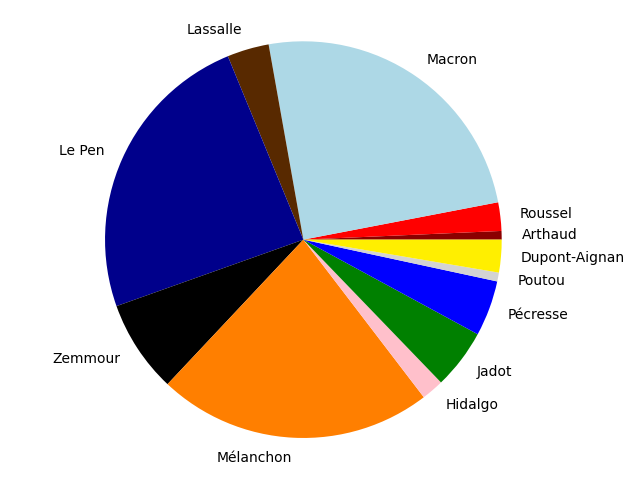 Lassalle
Macron
Le Pen
Roussel
Arthaud
Dupont-Aignan
Poutou
Pécresse
Zemmour
Jadot
Hidalgo
Mélanchon